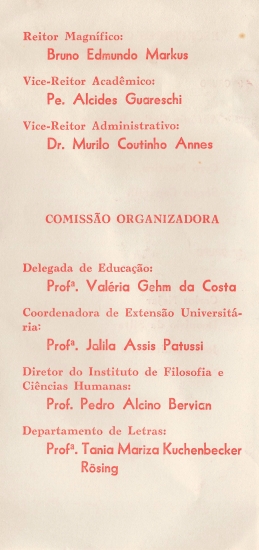 Reitor Magnífico:
Bruno Edmundo Markus
Vice-Reitor Acadêmico:
Pe. Alcides Guareschi
Vice-Reitor Administrativo:
Dr. Murilo Coutinho Annes
COMISSÃO ORGANIZADORA
Delegada de Educação:
Profª. Valéria Gehm da Costa
Coordenadora de Extensão Universitá-
ria:
Profª. Jalila Assis Patussi
Diretor do Instituto de Filosofia e
Ciências Humanas:
Prof. Pedro Alcino Bervian
Departamento de Letras:
Profª. Tania Mariza Kuchenbecker
Rösing